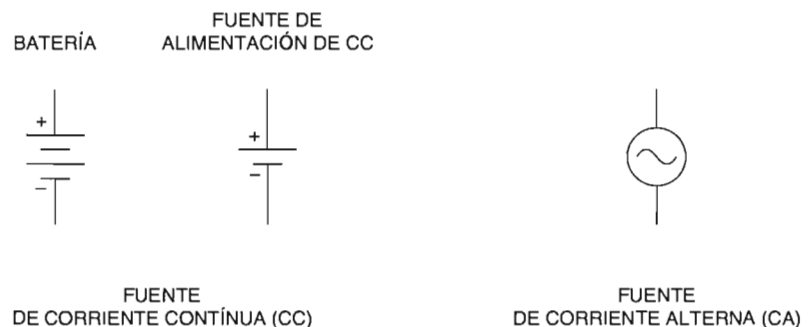 BATERÍA
FUENTE DE
ALIMENTACIÓN DE CC
+
−
+
−
FUENTE
DE CORRIENTE CONTÍNUA (CC)
FUENTE
DE CORRIENTE ALTERNA (CA)